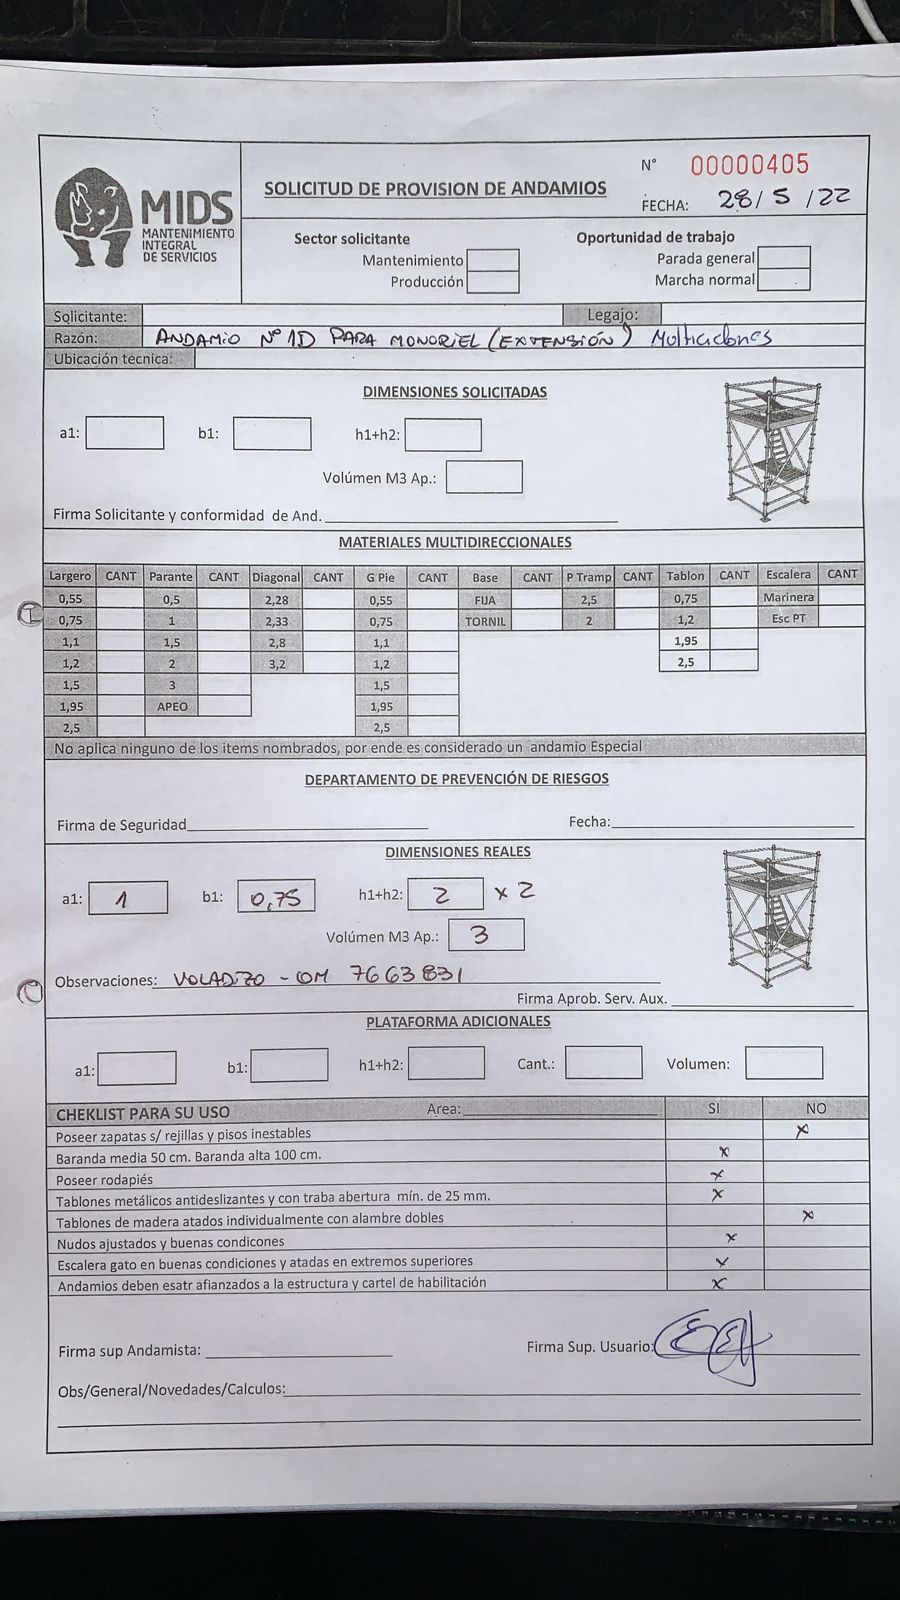 MIDS
MANTENIMIENTO
INTEGRAL
DE SERVICIOS
SOLICITUD DE PROVISION DE ANDAMIOS
N° 00000405
FECHA: 28/5/22
Sector solicitante
Mantenimiento
Producción
Oportunidad de trabajo
Parada general
Marcha normal
Solicitante: Legajo:
Razón: ANDAMIO Nº 1D PARA MONORIEL (EXTENSIÓN) Multiciclones
Ubicación tecnica:
DIMENSIONES SOLICITADAS
a1: b1: h1+h2:
Volúmen M3 Ap.:
Firma Solicitante y conformidad de And.
MATERIALES MULTIDIRECCIONALES
Largero CANT Parante CANT Diagonal CANT G Pie CANT Base CANT P Tramp CANT Tablon CANT Escalera CANT
0,55 0,5 2,28 0,55 FIJA 2,5 0,75 Marinera
0,75 1 2,33 0,75 TORNIL 2 1,2 Esc PT
1,1 1,5 2,8 1,1 1,95
1,2 2 3,2 1,2 2,5
1,5 3 1,5
1,95 APEO 1,95
2,5 2,5
No aplica ninguno de los items nombrados, por ende es considerado un andamio Especial
DEPARTAMENTO DE PREVENCIÓN DE RIESGOS
Firma de Seguridad Fecha:
DIMENSIONES REALES
a1: 1 b1: 0,75 h1+h2: 2 x 2
Volúmen M3 Ap.: 3
Observaciones: VOLADIZO - OM 7663831
Firma Aprob. Serv. Aux.
PLATAFORMA ADICIONALES
a1: b1: h1+h2: Cant.: Volumen:
CHEKLIST PARA SU USO Area: SI NO
Poseer zapatas s/ rejillas y pisos inestables x
Baranda media 50 cm. Baranda alta 100 cm. x
Poseer rodapiés x
Tablones metálicos antideslizantes y con traba abertura mín. de 25 mm. x
Tablones de madera atados individualmente con alambre dobles x
Nudos ajustados y buenas condicones x
Escalera gato en buenas condiciones y atadas en extremos superiores x
Andamios deben esatr afianzados a la estructura y cartel de habilitación x
Firma sup Andamista: Firma Sup. Usuario:
Obs/General/Novedades/Calculos: